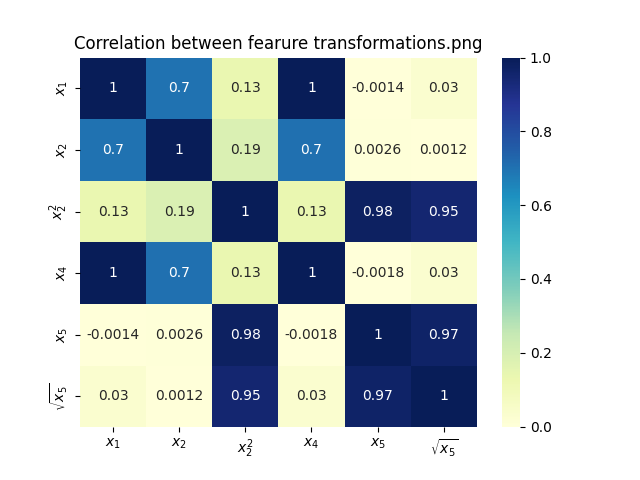 Correlation between fearure transformations.png
x₁ 1 0.7 0.13 1 -0.0014 0.03
x₂ 0.7 1 0.19 0.7 0.0026 0.0012
x₂² 0.13 0.19 1 0.13 0.98 0.95
x₄ 1 0.7 0.13 1 -0.0018 0.03
x₅ -0.0014 0.0026 0.98 -0.0018 1 0.97
√x₅ 0.03 0.0012 0.95 0.03 0.97 1
x₁ x₂ x₂² x₄ x₅ √x₅
1.0
0.8
0.6
0.4
0.2
0.0